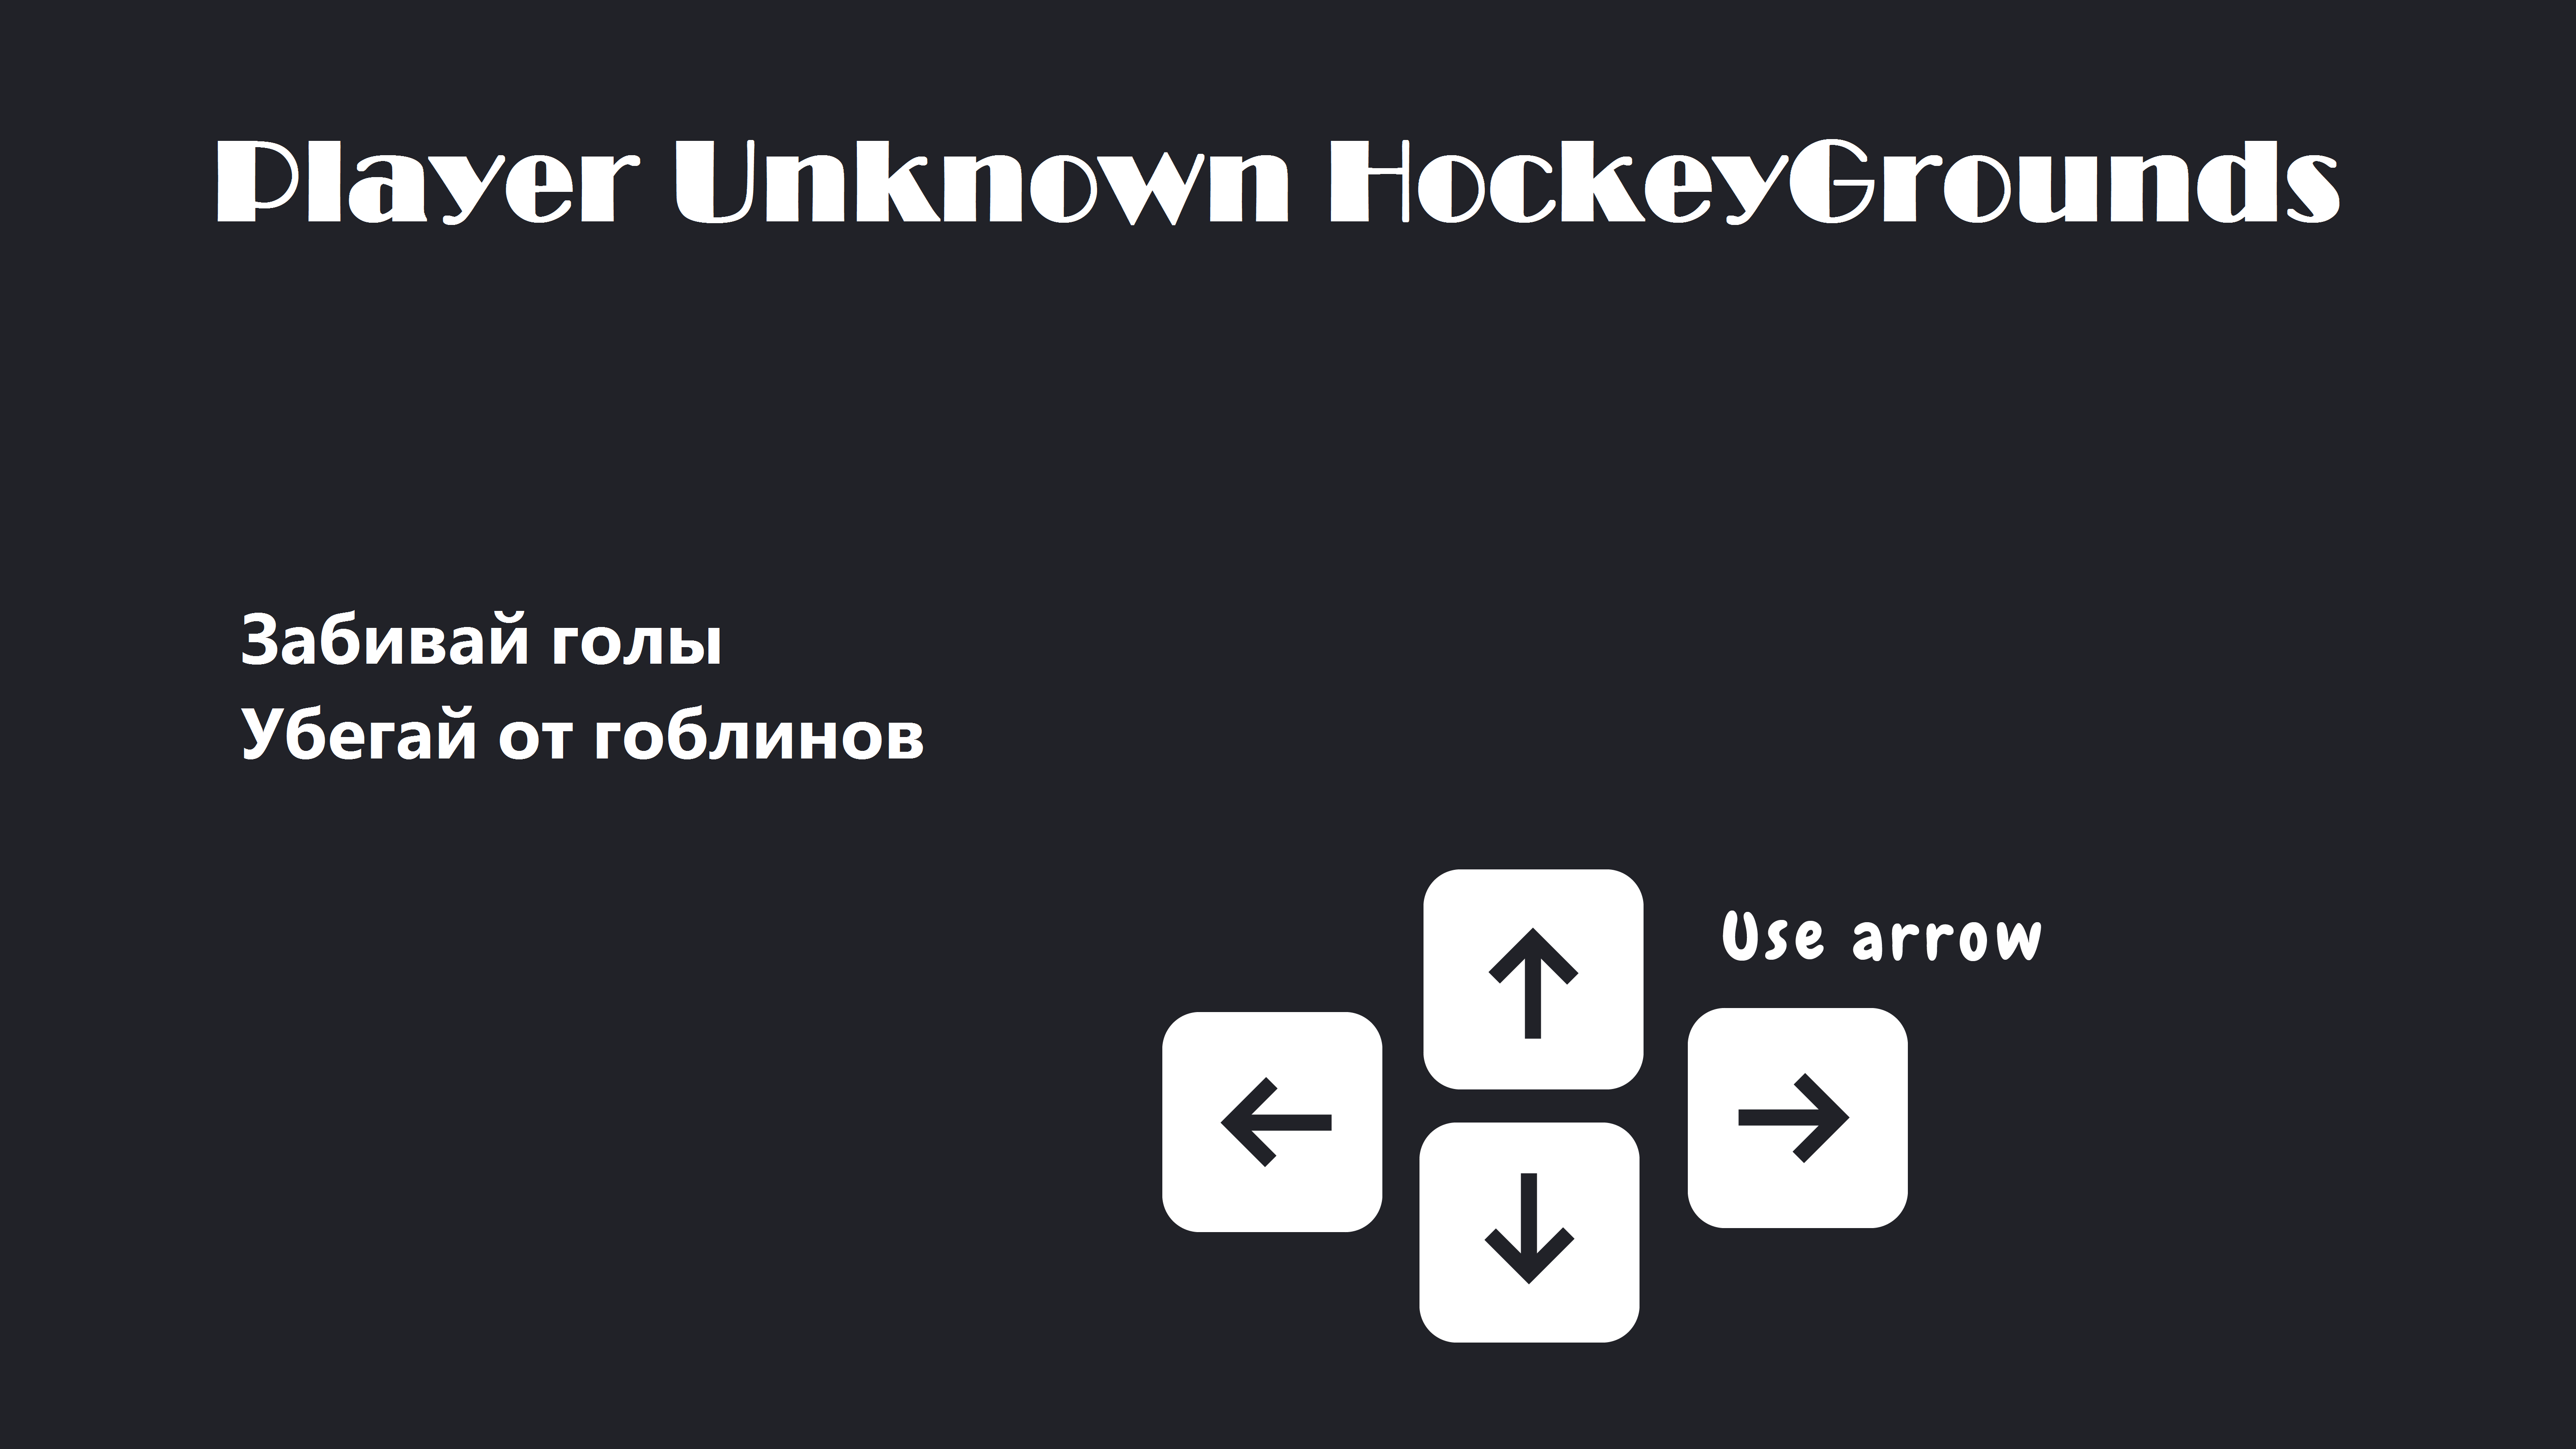 Player Unknown HockeyGrounds
Забивай голы
Убегай от гоблинов
Use arrow